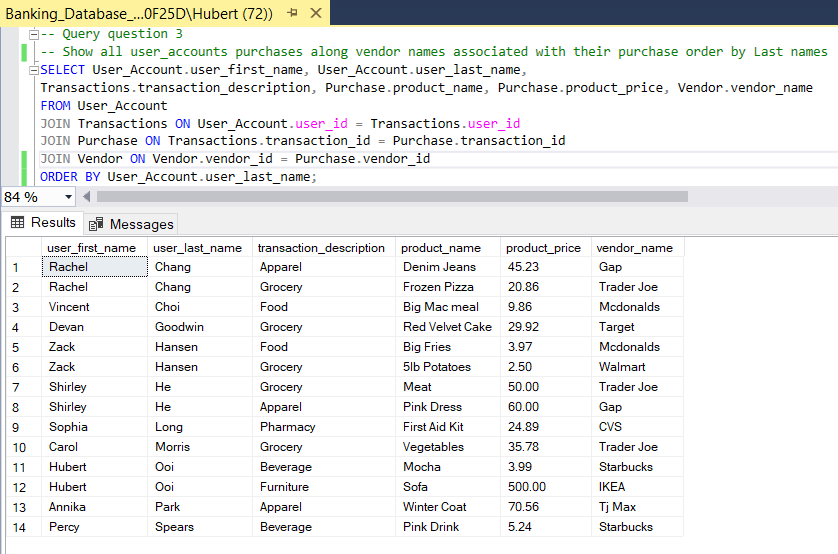 Banking_Database_...0F25D\Hubert (72))
-- Query question 3
-- Show all user_accounts purchases along vendor names associated with their purchase order by Last names
SELECT User_Account.user_first_name, User_Account.user_last_name,
Transactions.transaction_description, Purchase.product_name, Purchase.product_price, Vendor.vendor_name
FROM User_Account
JOIN Transactions ON User_Account.user_id = Transactions.user_id
JOIN Purchase ON Transactions.transaction_id = Purchase.transaction_id
JOIN Vendor ON Vendor.vendor_id = Purchase.vendor_id
ORDER BY User_Account.user_last_name;
84 %
Results Messages
user_first_name user_last_name transaction_description product_name product_price vendor_name
1 Rachel Chang Apparel Denim Jeans 45.23 Gap
2 Rachel Chang Grocery Frozen Pizza 20.86 Trader Joe
3 Vincent Choi Food Big Mac meal 9.86 Mcdonalds
4 Devan Goodwin Grocery Red Velvet Cake 29.92 Target
5 Zack Hansen Food Big Fries 3.97 Mcdonalds
6 Zack Hansen Grocery 5lb Potatoes 2.50 Walmart
7 Shirley He Grocery Meat 50.00 Trader Joe
8 Shirley He Apparel Pink Dress 60.00 Gap
9 Sophia Long Pharmacy First Aid Kit 24.89 CVS
10 Carol Morris Grocery Vegetables 35.78 Trader Joe
11 Hubert Ooi Beverage Mocha 3.99 Starbucks
12 Hubert Ooi Furniture Sofa 500.00 IKEA
13 Annika Park Apparel Winter Coat 70.56 Tj Max
14 Percy Spears Beverage Pink Drink 5.24 Starbucks